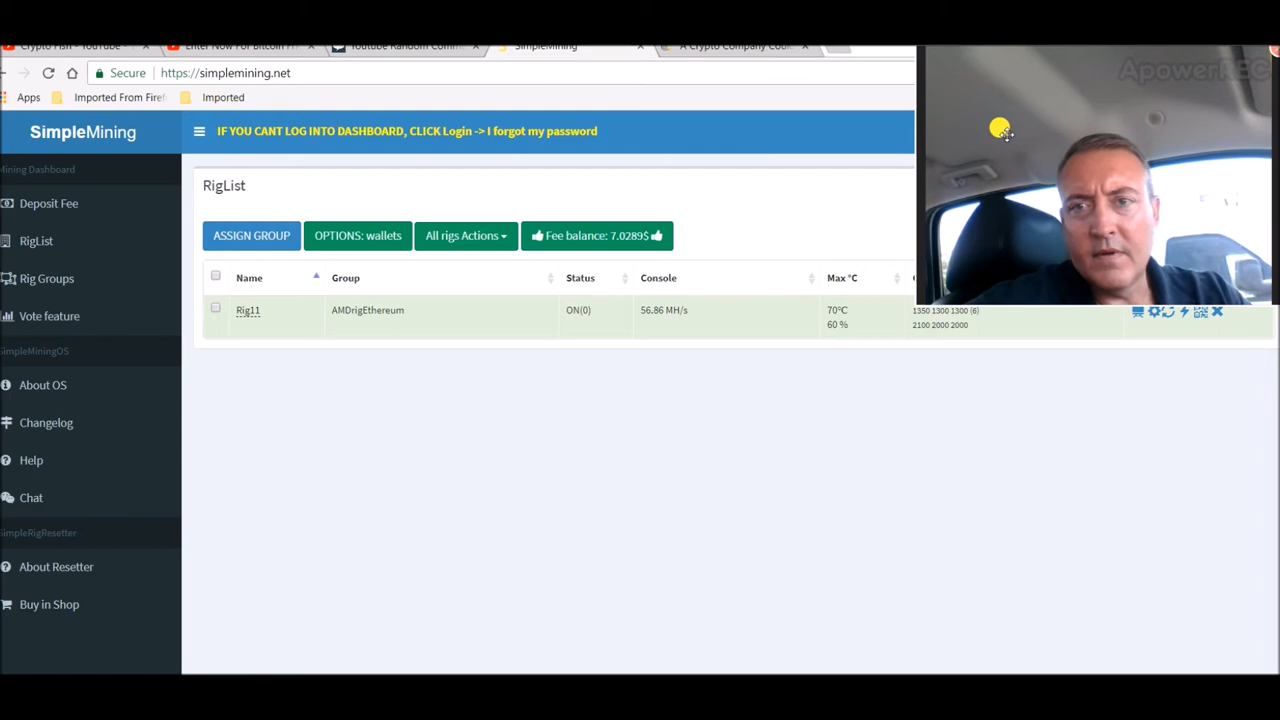 Crypto Fish - YouTube - Enter Now For Bitcoin Youtube Random Comm SimpleMining A Crypto Company
ApowerREC
Secure https://simplemining.net
Apps Imported From Firef Imported
SimpleMining IF YOU CANT LOG INTO DASHBOARD, CLICK Login -> I forgot my password
Mining Dashboard
RigList
Deposit Fee
ASSIGN GROUP OPTIONS: wallets All rigs Actions Fee balance: 7.0289$
RigList
Rig Groups
Name Group Status Console Max °C
Rig11 AMDrigEthereum ON(0) 56.86 MH/s 70°C 1350 1300 1300 (6)
60 % 2100 2000 2000
Vote feature
SimpleMiningOS
About OS
Changelog
Help
Chat
SimpleRigResetter
About Resetter
Buy in Shop